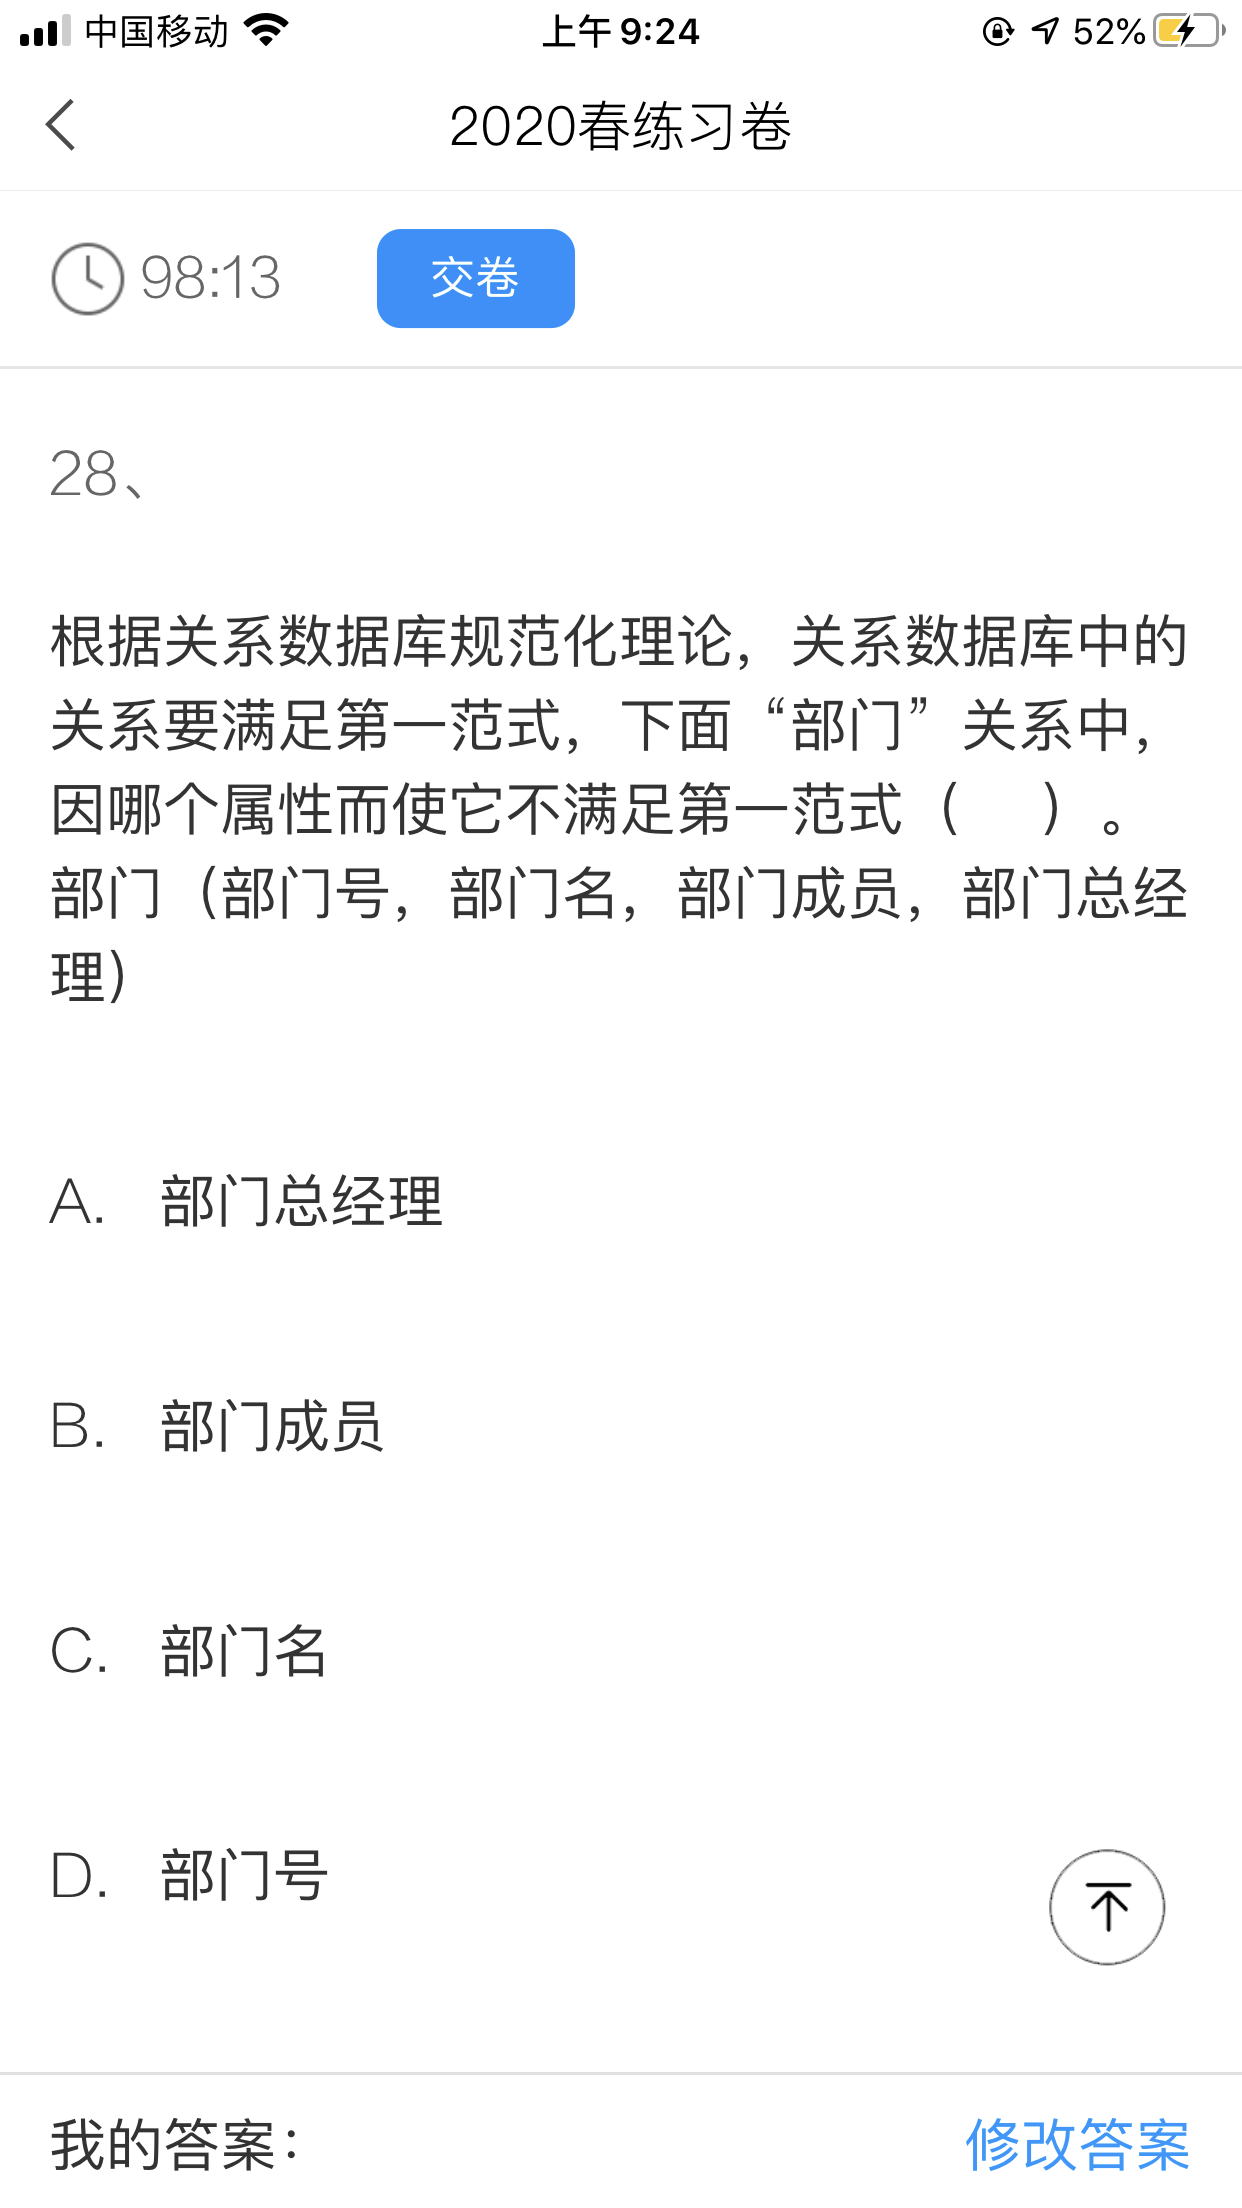 中国移动 上午 9:24 52%
2020春练习卷
98:13 交卷
28、
根据关系数据库规范化理论，关系数据库中的
关系要满足第一范式，下面“部门”关系中，
因哪个属性而使它不满足第一范式（　）。
部门（部门号，部门名，部门成员，部门总经
理）
A. 部门总经理
B. 部门成员
C. 部门名
D. 部门号
我的答案： 修改答案